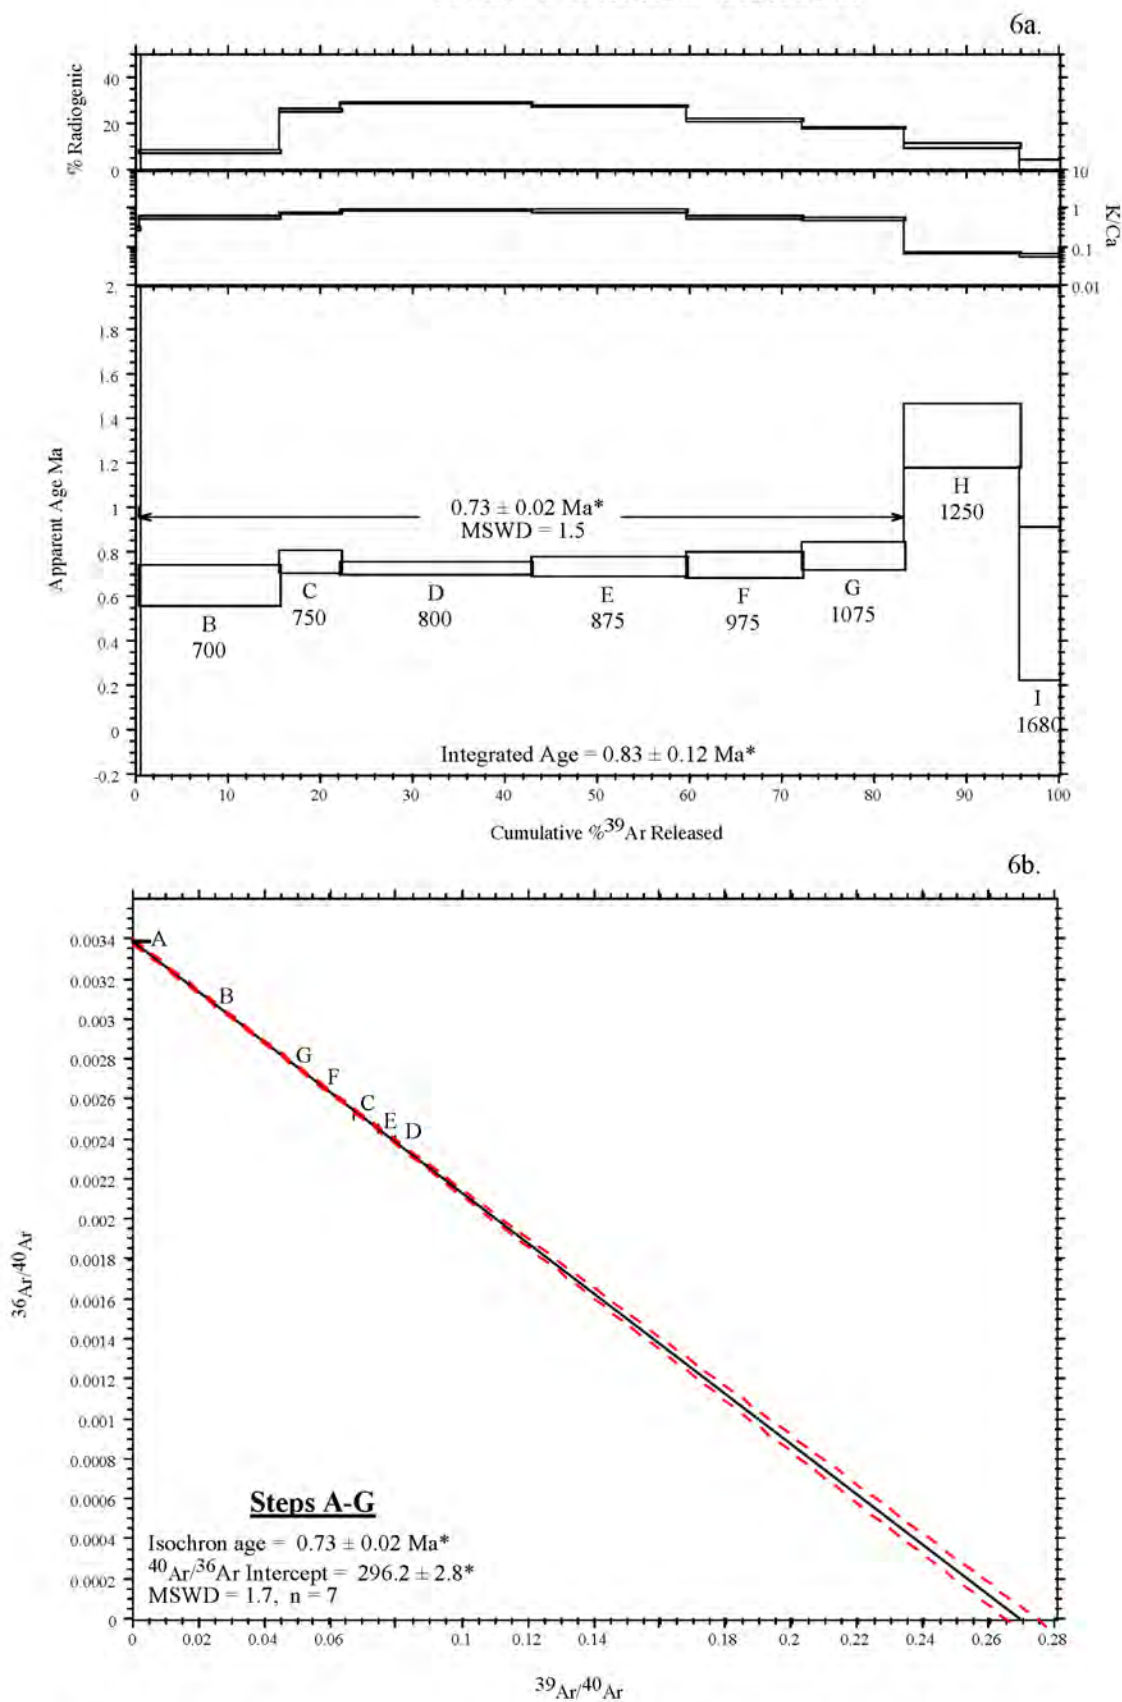 6a.
% Radiogenic
40
20
0
K/Ca
10
1
0.1
0.01
Apparent Age Ma
2
1.8
1.6
1.4
1.2
1
0.8
0.6
0.4
0.2
0
-0.2
0.73 ± 0.02 Ma*
MSWD = 1.5
B
700
C
750
D
800
E
875
F
975
G
1075
H
1250
I
1680
Integrated Age = 0.83 ± 0.12 Ma*
0 10 20 30 40 50 60 70 80 90 100
Cumulative %39Ar Released
6b.
36Ar/40Ar
0.0034
0.0032
0.003
0.0028
0.0026
0.0024
0.0022
0.002
0.0018
0.0016
0.0014
0.0012
0.001
0.0008
0.0006
0.0004
0.0002
0
A
B
G
F
C
E
D
Steps A-G
Isochron age = 0.73 ± 0.02 Ma*
40Ar/36Ar Intercept = 296.2 ± 2.8*
MSWD = 1.7, n = 7
0 0.02 0.04 0.06 0.08 0.1 0.12 0.14 0.16 0.18 0.2 0.22 0.24 0.26 0.28
39Ar/40Ar